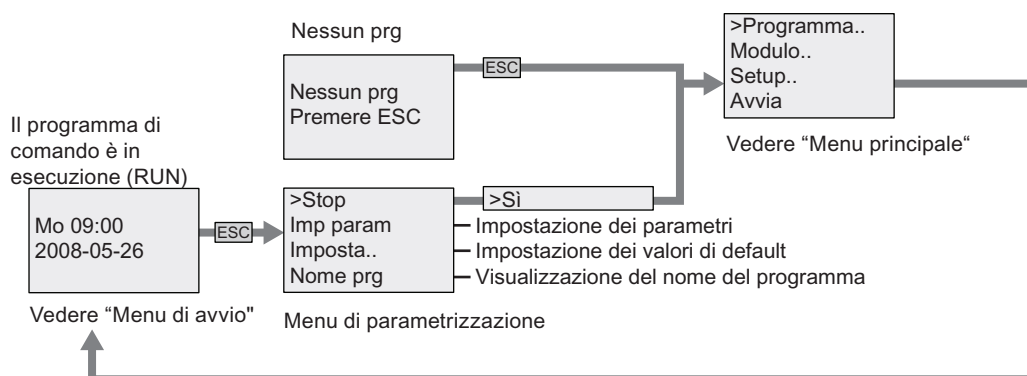 Nessun prg
Nessun prg
Premere ESC
ESC
>Programma..
Modulo..
Setup..
Avvia
Vedere “Menu principale“
Il programma di
comando è in
esecuzione (RUN)
Mo 09:00
2008-05-26
ESC
Vedere “Menu di avvio"
>Stop
Imp param
Imposta..
Nome prg
>Sì
Impostazione dei parametri
Impostazione dei valori di default
Visualizzazione del nome del programma
Menu di parametrizzazione